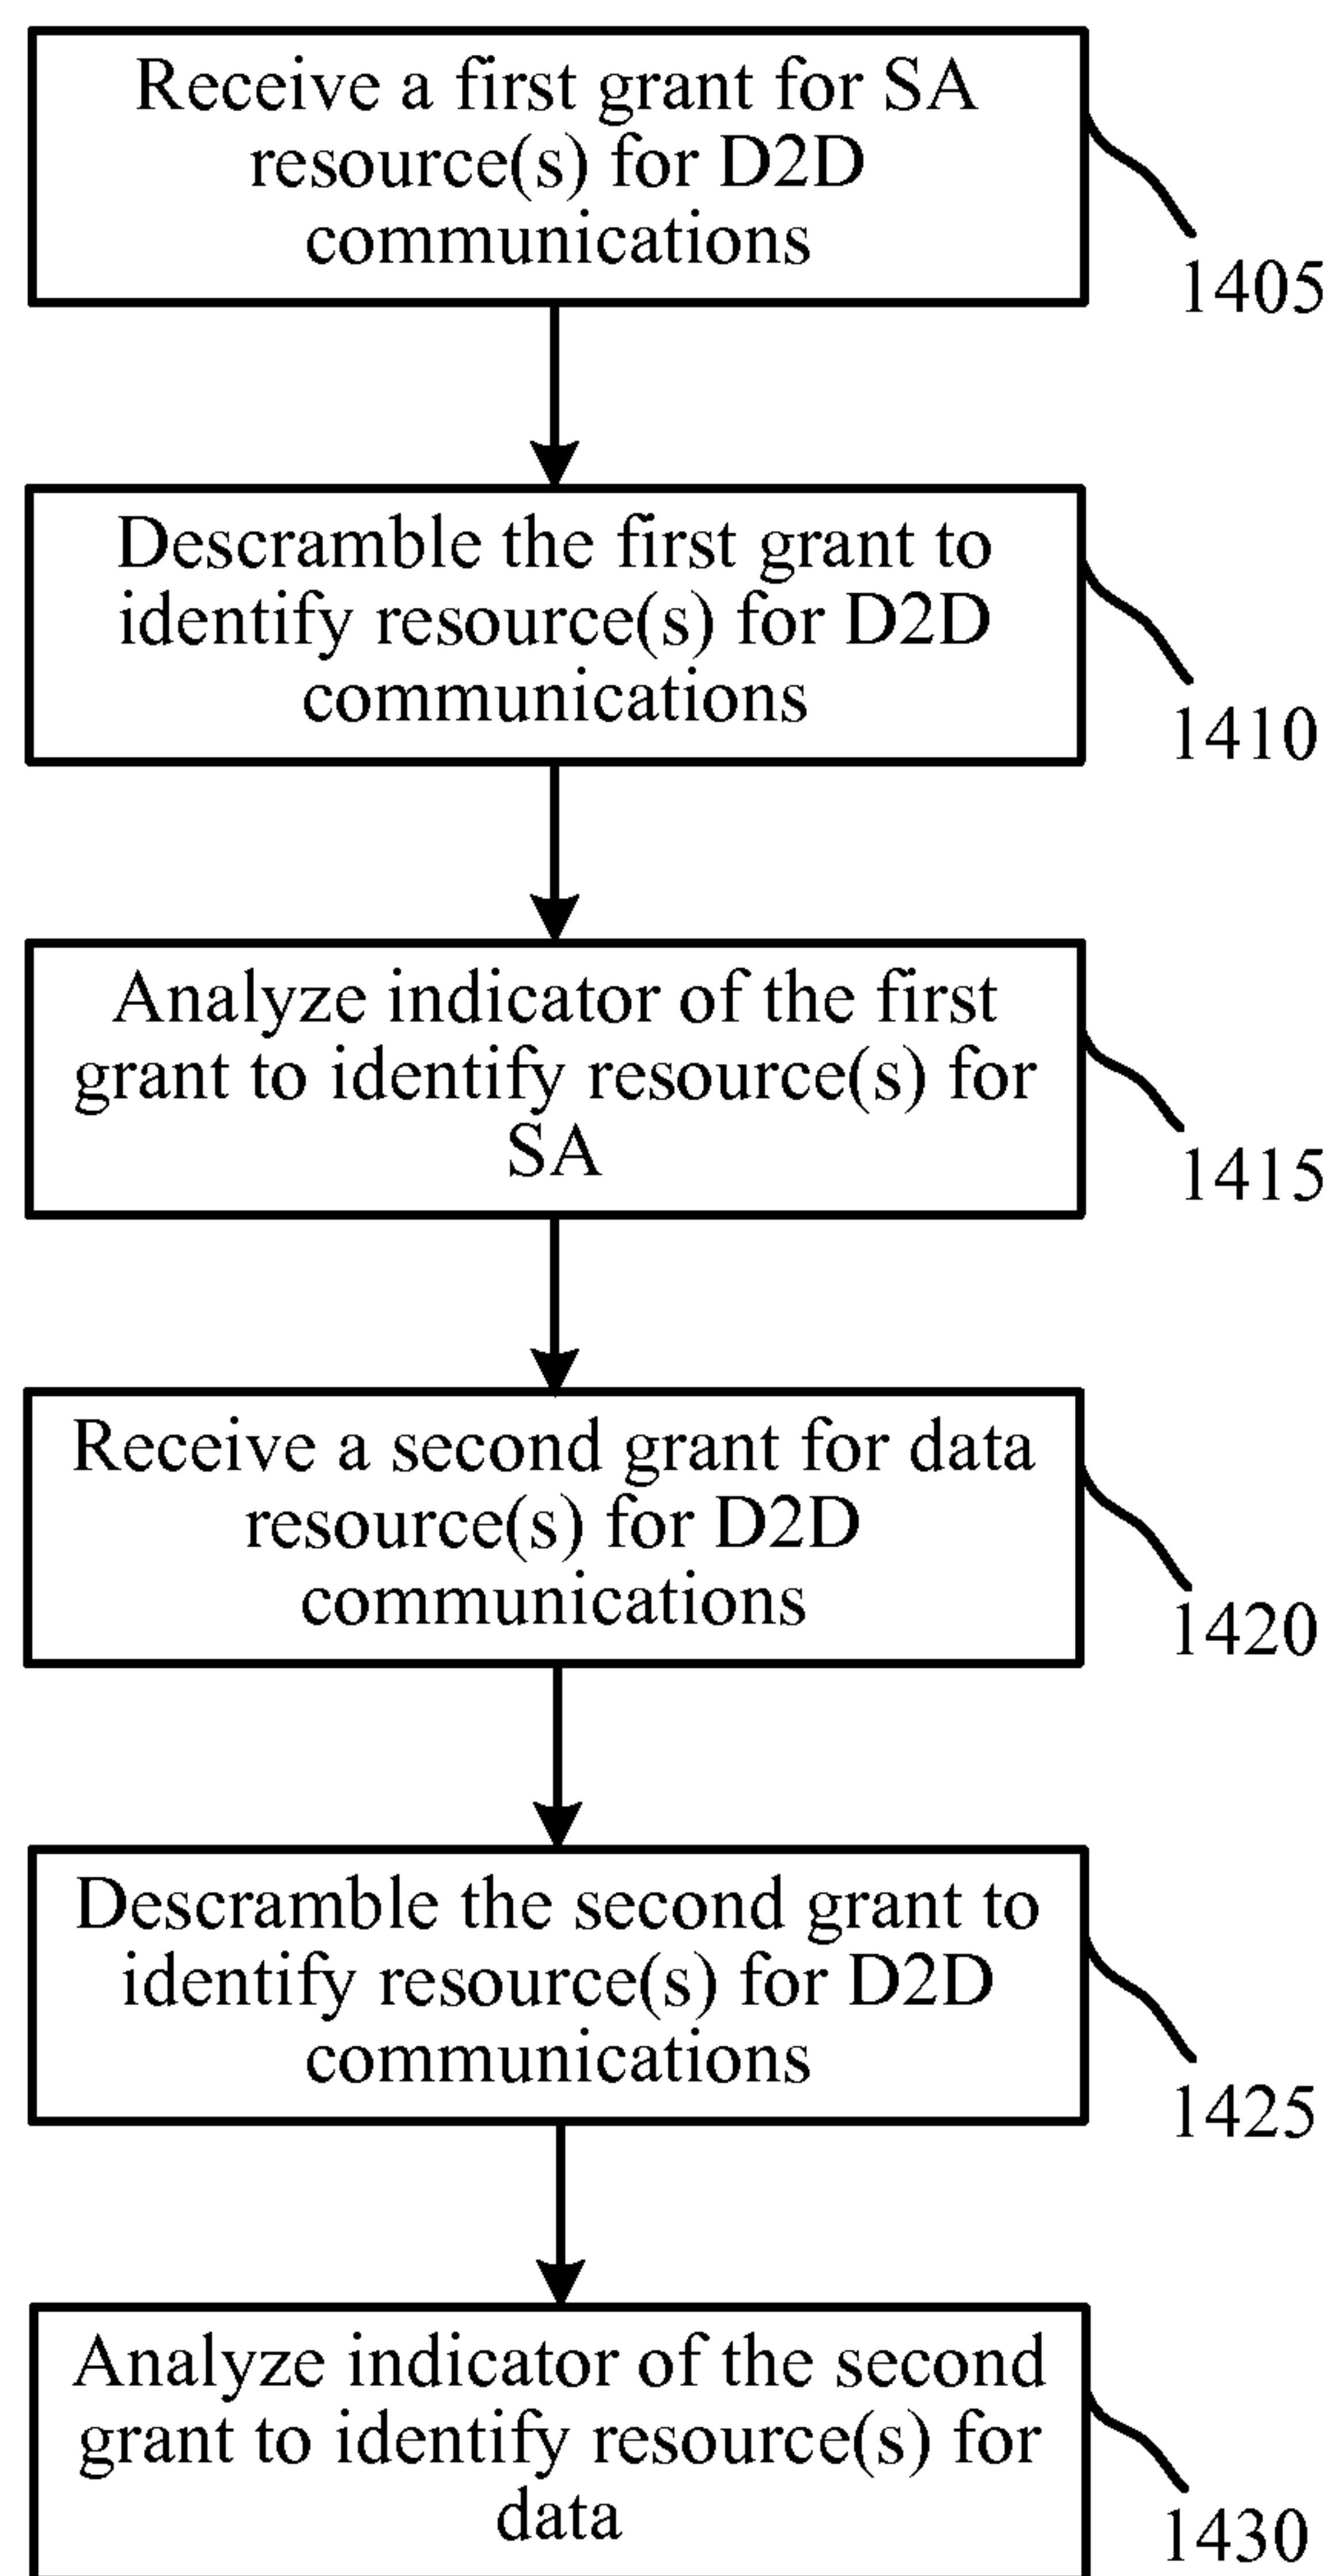 Receive a first grant for SA
resource(s) for D2D
communications
1405
Descramble the first grant to
identify resource(s) for D2D
communications
1410
Analyze indicator of the first
grant to identify resource(s) for
SA
1415
Receive a second grant for data
resource(s) for D2D
communications
1420
Descramble the second grant to
identify resource(s) for D2D
communications
1425
Analyze indicator of the second
grant to identify resource(s) for
data
1430